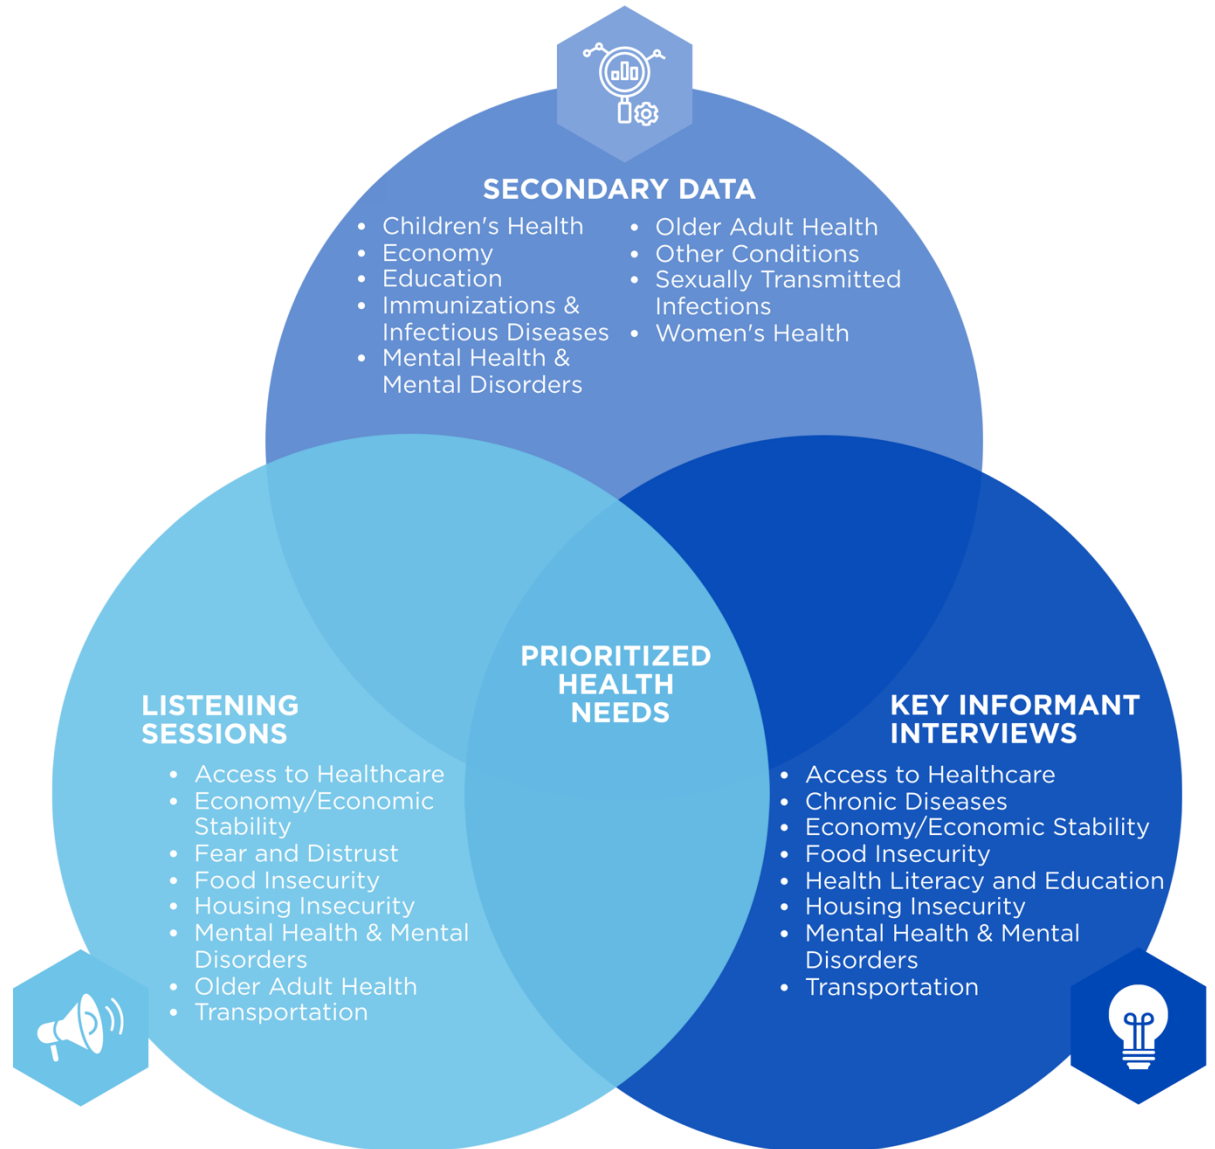 SECONDARY DATA
• Children's Health
• Economy
• Education
• Immunizations &
Infectious Diseases
• Mental Health &
Mental Disorders
• Older Adult Health
• Other Conditions
• Sexually Transmitted
Infections
• Women's Health
PRIORITIZED
HEALTH
NEEDS
LISTENING
SESSIONS
• Access to Healthcare
• Economy/Economic
Stability
• Fear and Distrust
• Food Insecurity
• Housing Insecurity
• Mental Health & Mental
Disorders
• Older Adult Health
• Transportation
KEY INFORMANT
INTERVIEWS
• Access to Healthcare
• Chronic Diseases
• Economy/Economic Stability
• Food Insecurity
• Health Literacy and Education
• Housing Insecurity
• Mental Health & Mental
Disorders
• Transportation